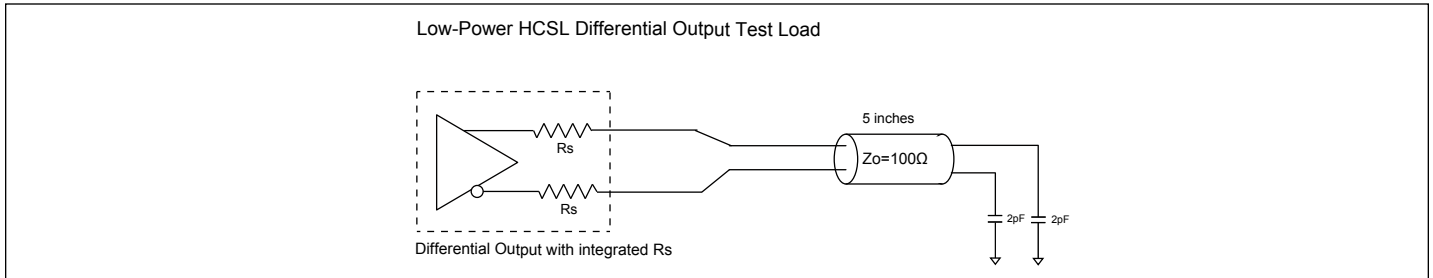 Low-Power HCSL Differential Output Test Load
5 inches
Rs
Zo=100Ω
Rs
2pF
2pF
Differential Output with integrated Rs